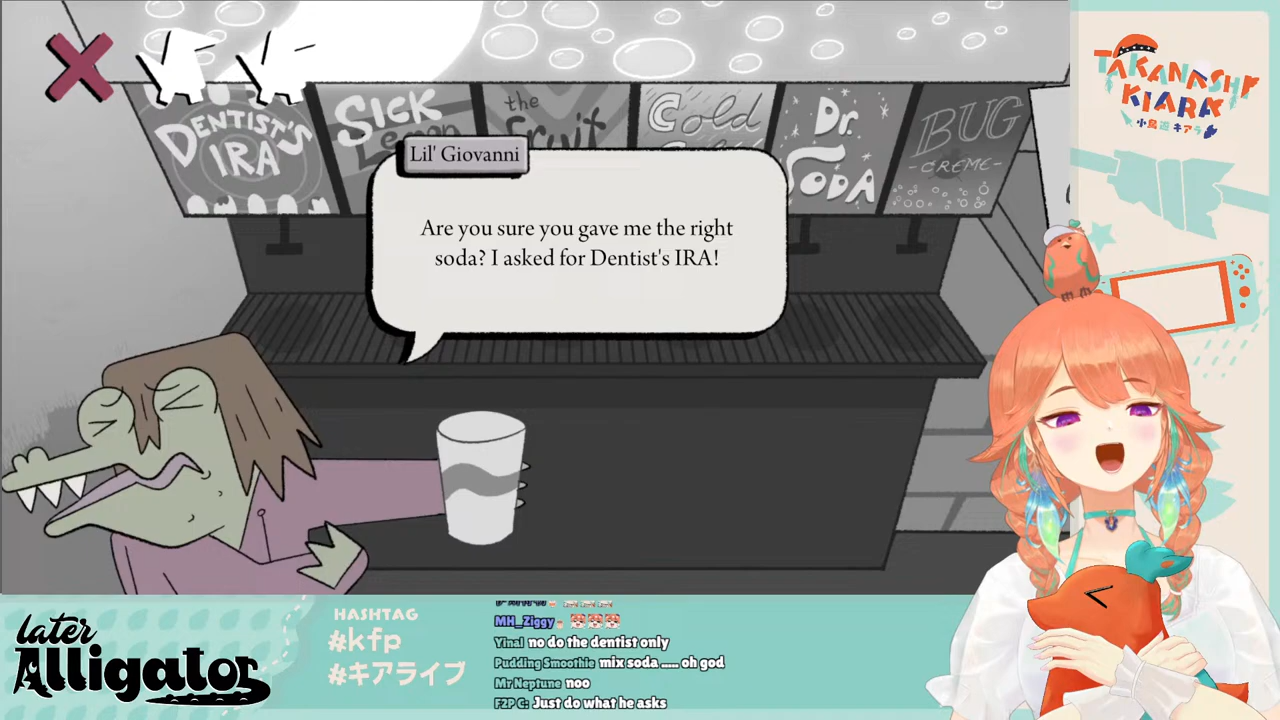 DENTIST'S
IRA
SICK
Lemon
the
Fruit
Cold
Dr.
SODA
BUG
-CREME-
Lil' Giovanni
Are you sure you gave me the right
soda? I asked for Dentist's IRA!
TAKANASHI
KIARA
小鳥遊キアラ
later
Alligator
HASHTAG
#kfp
#キアライブ
MH_Ziggy
Yinal no do the dentist only
Pudding Smoothie mix soda ..... oh god
Mr Neptune noo
F2P C: Just do what he asks